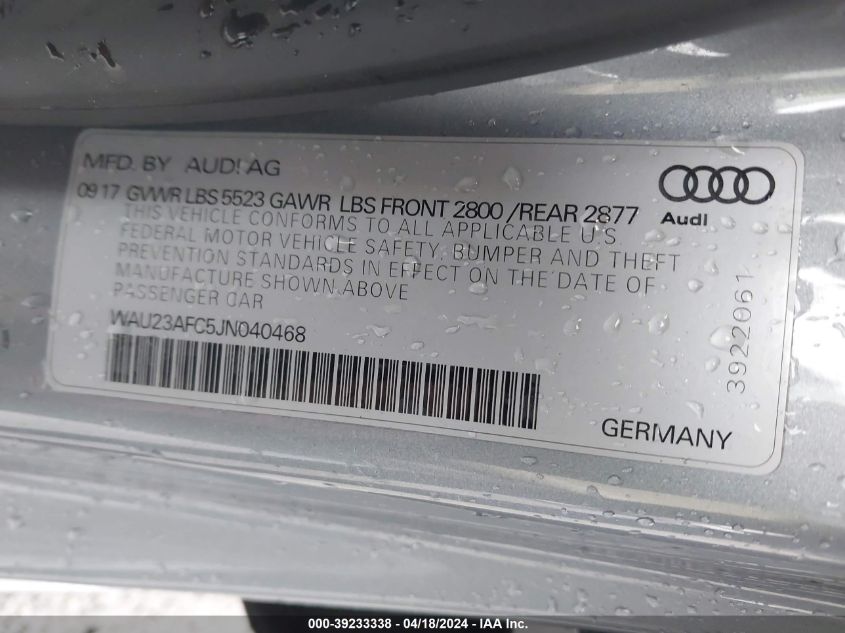 MFD. BY AUDI AG
09 17 GVWR LBS 5523 GAWR LBS FRONT 2800 / REAR 2877
Audi
THIS VEHICLE CONFORMS TO ALL APPLICABLE U.S
FEDERAL MOTOR VEHICLE SAFETY, BUMPER AND THEFT
PREVENTION STANDARDS IN EFFECT ON THE DATE OF
MANUFACTURE SHOWN ABOVE
PASSENGER CAR
WAU23AFC5JN040468
3922061
GERMANY
000-39233338 - 04/18/2024 - IAA Inc.